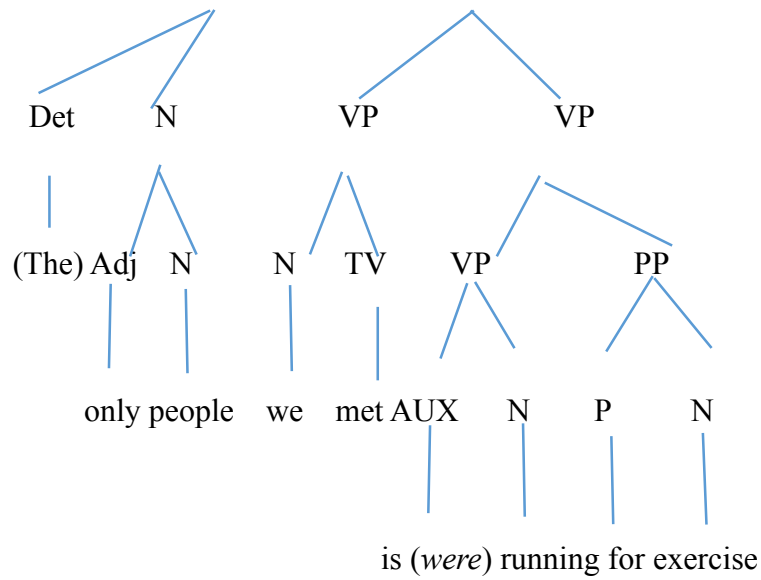 Det N VP VP
(The) Adj N N TV VP PP
only people we met AUX N P N
is (were) running for exercise